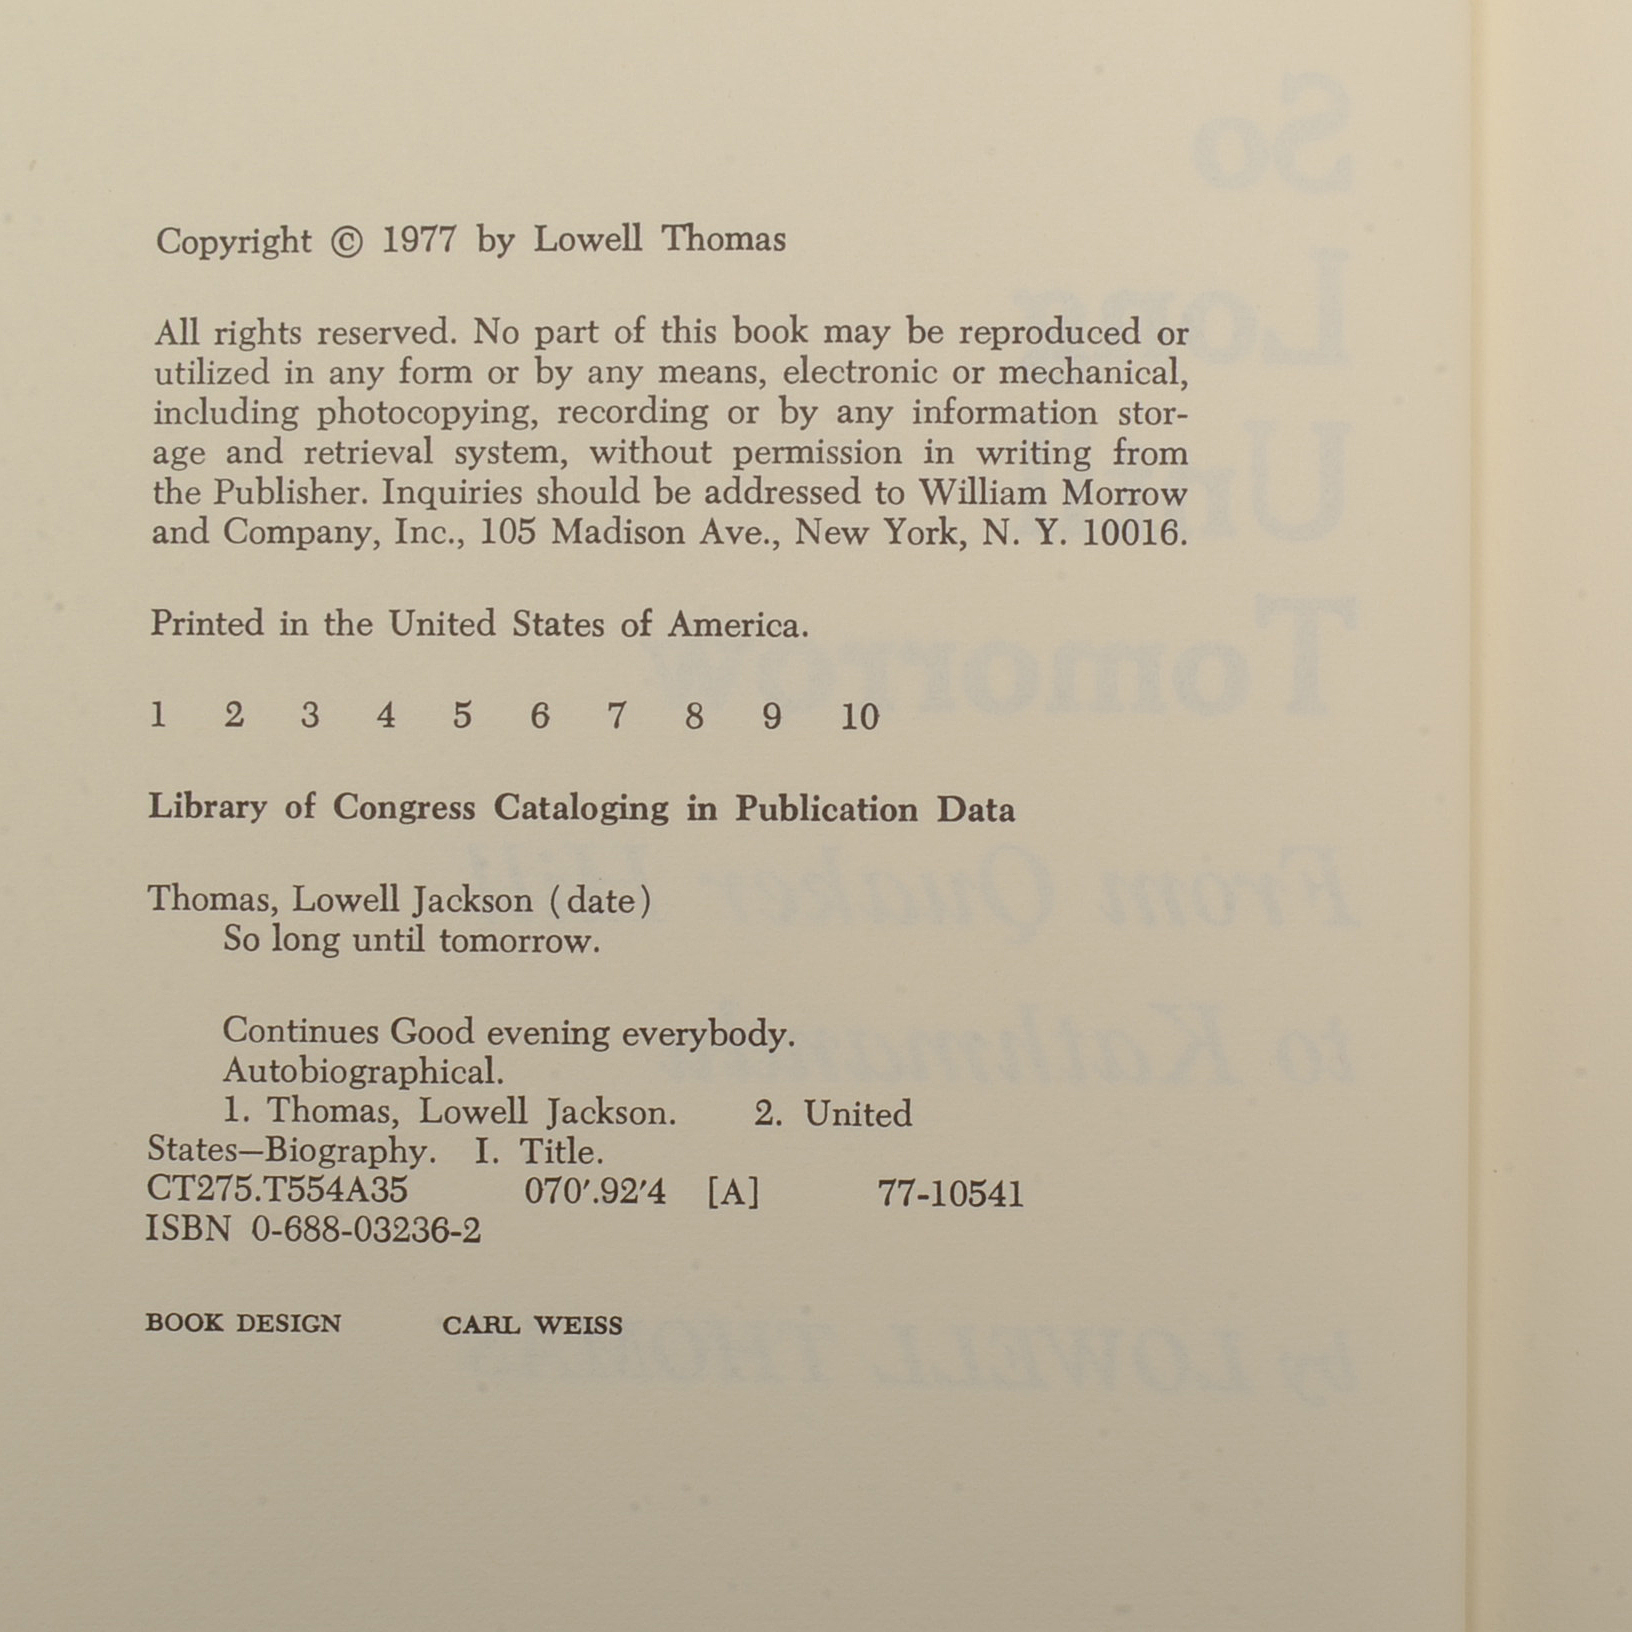 Copyright © 1977 by Lowell Thomas
All rights reserved. No part of this book may be reproduced or
utilized in any form or by any means, electronic or mechanical,
including photocopying, recording or by any information stor-
age and retrieval system, without permission in writing from
the Publisher. Inquiries should be addressed to William Morrow
and Company, Inc., 105 Madison Ave., New York, N. Y. 10016.
Printed in the United States of America.
1 2 3 4 5 6 7 8 9 10
Library of Congress Cataloging in Publication Data
Thomas, Lowell Jackson (date)
So long until tomorrow.
Continues Good evening everybody.
Autobiographical.
1. Thomas, Lowell Jackson. 2. United
States—Biography. I. Title.
CT275.T554A35 070′.92′4 [A] 77-10541
ISBN 0-688-03236-2
BOOK DESIGN CARL WEISS